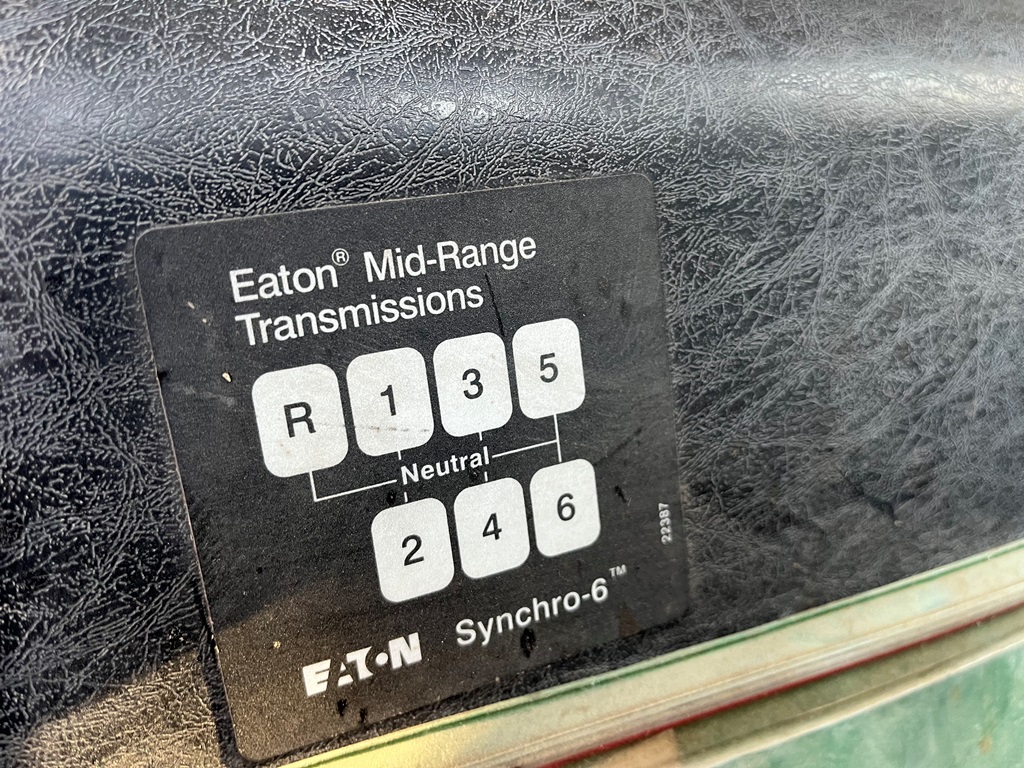 Eaton® Mid-Range
Transmissions
R 1 3 5
Neutral
2 4 6
22387
Synchro-6™
EATON